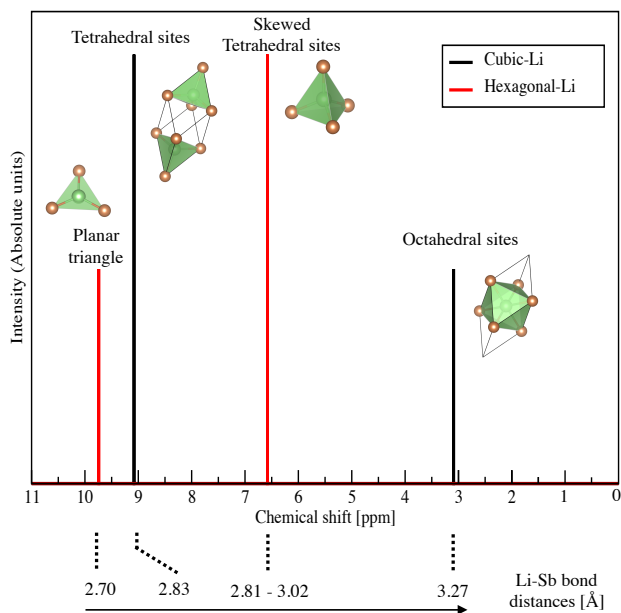 Skewed
Tetrahedral sites
Tetrahedral sites
Cubic-Li
Hexagonal-Li
Planar
triangle
Octahedral sites
Intensity (Absolute units)
11 10 9 8 7 6 5 4 3 2 1 0
Chemical shift [ppm]
2.70 2.83 2.81 - 3.02 3.27
Li-Sb bond
distances [Å]